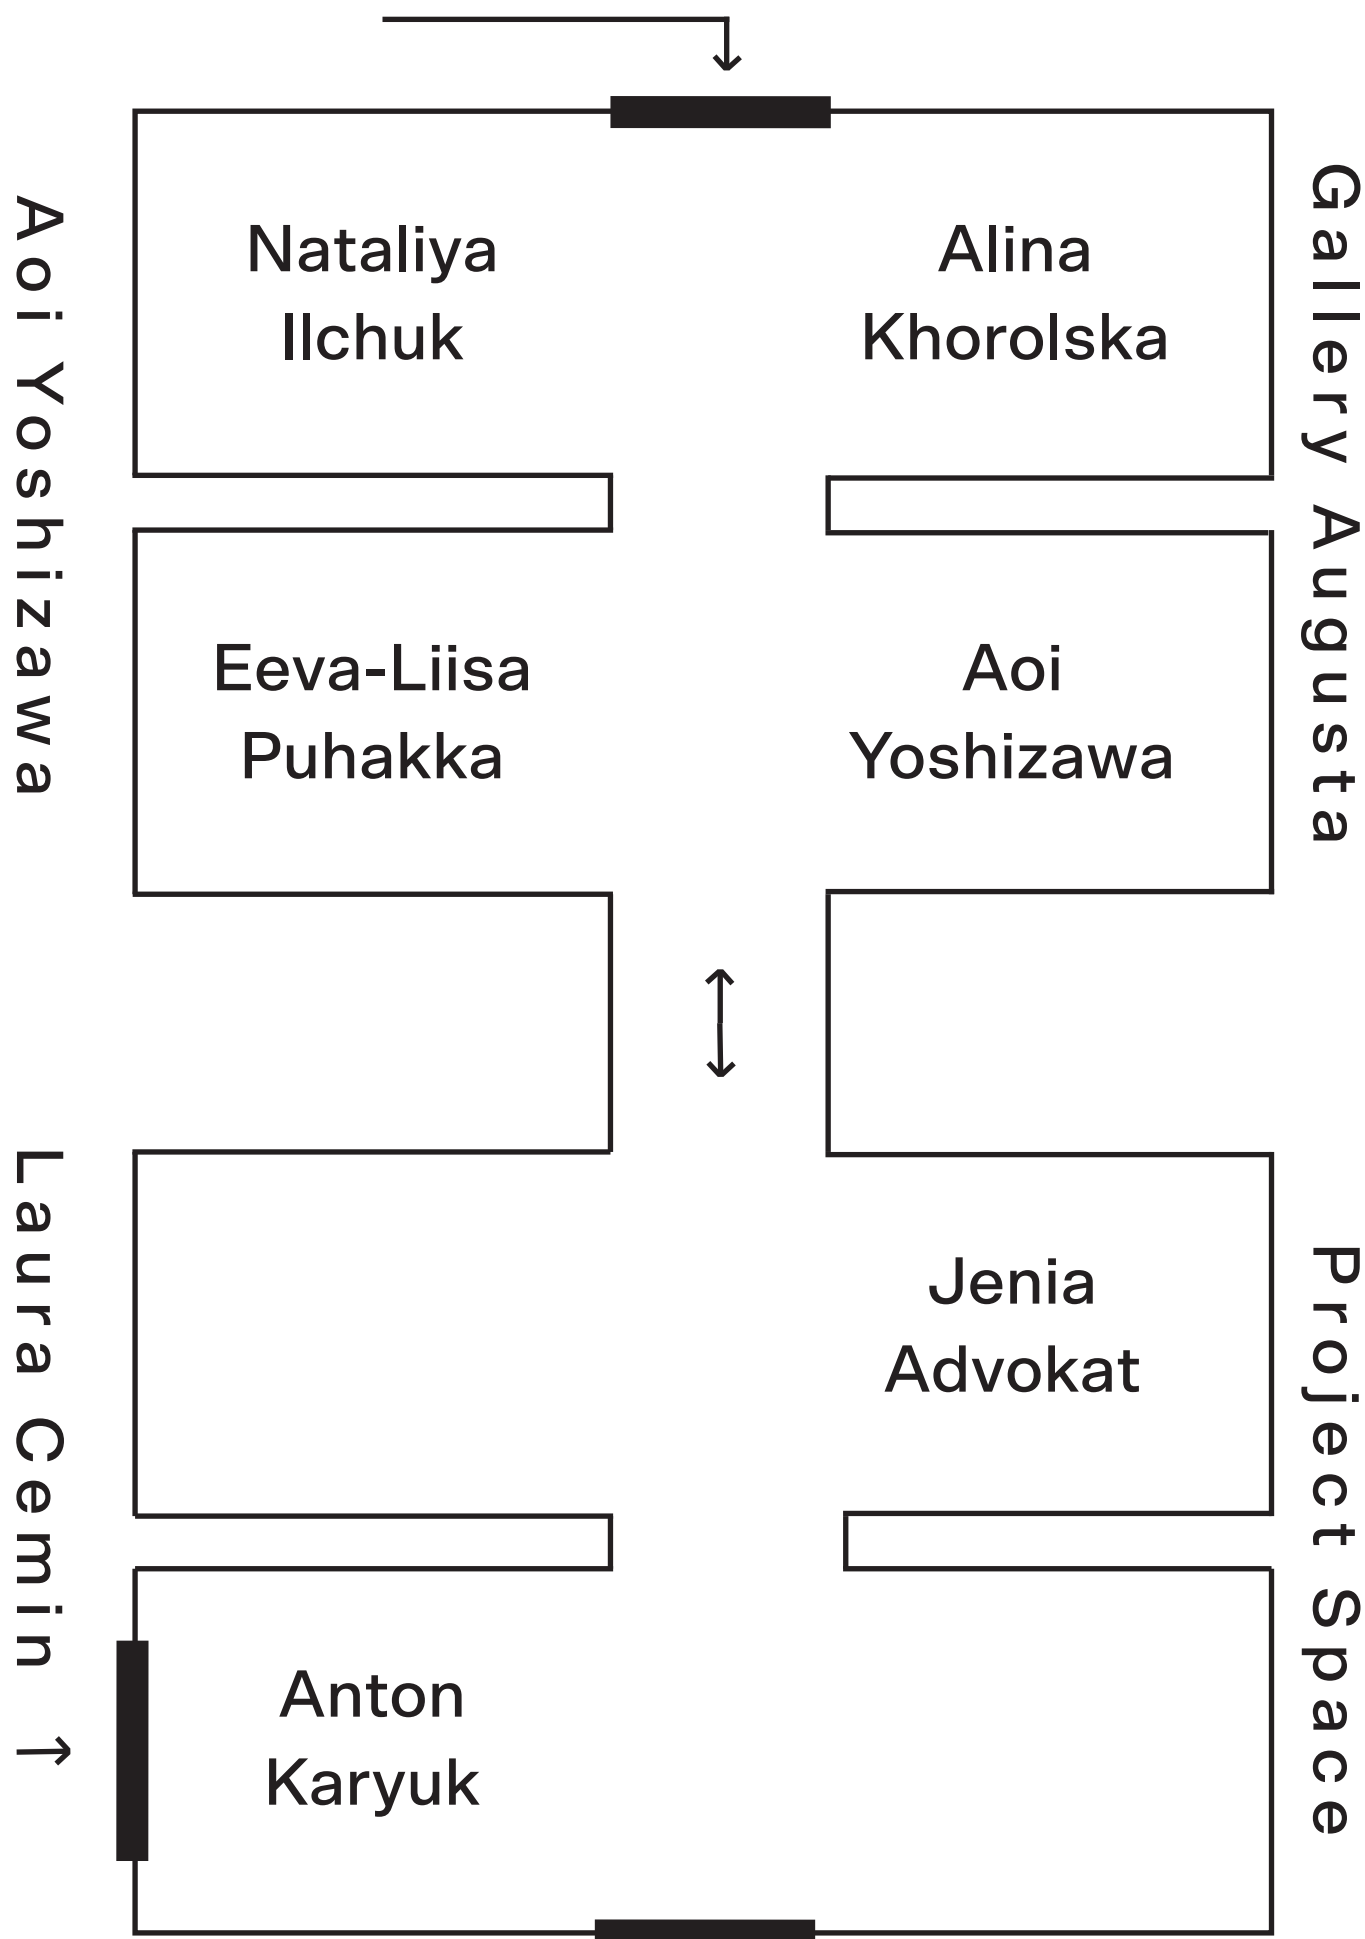 Nataliya
Ilchuk
Alina
Khorolska
Aoi Yoshizawa
Gallery Augusta
Eeva-Liisa
Puhakka
Aoi
Yoshizawa
Laura Cemin ↑
Project Space
Jenia
Advokat
Anton
Karyuk